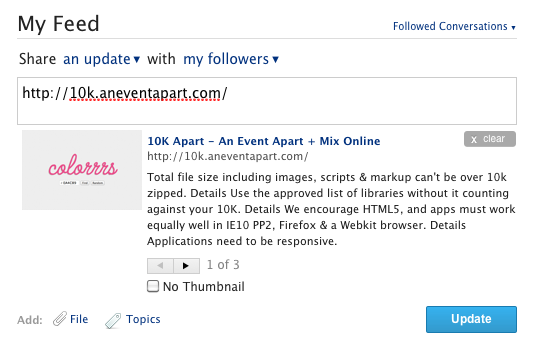 My Feed
Followed Conversations ▾
Share an update ▾ with my followers ▾
http://10k.aneventapart.com/
colorrrs
10K Apart – An Event Apart + Mix Online
x clear
http://10k.aneventapart.com/
Total file size including images, scripts & markup can't be over 10k
zipped. Details Use the approved list of libraries without it counting
against your 10K. Details We encourage HTML5, and apps must work
equally well in IE10 PP2, Firefox & a Webkit browser. Details
Applications need to be responsive.
1 of 3
No Thumbnail
Add: File Topics
Update